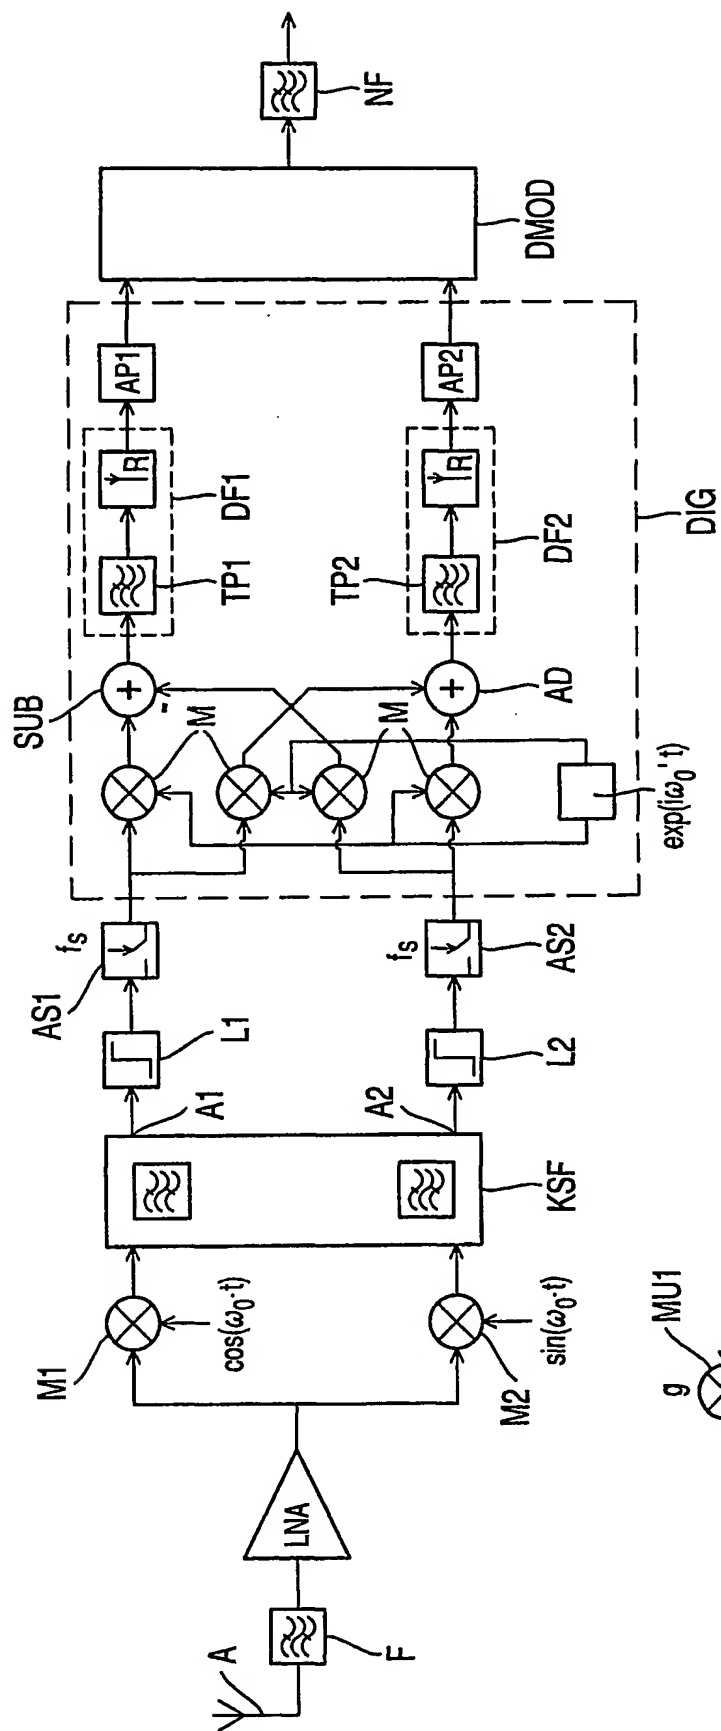 A
F
LNA
M1
cos(ω₀·t)
M2
sin(ω₀·t)
KSF
A1
A2
L1
L2
AS1
fs
AS2
fs
SUB
+
-
M
M
AD
+
exp(iω₀'t)
TP1
DF1
R
AP1
TP2
DF2
R
AP2
DIG
DMOD
NF
MU1
g